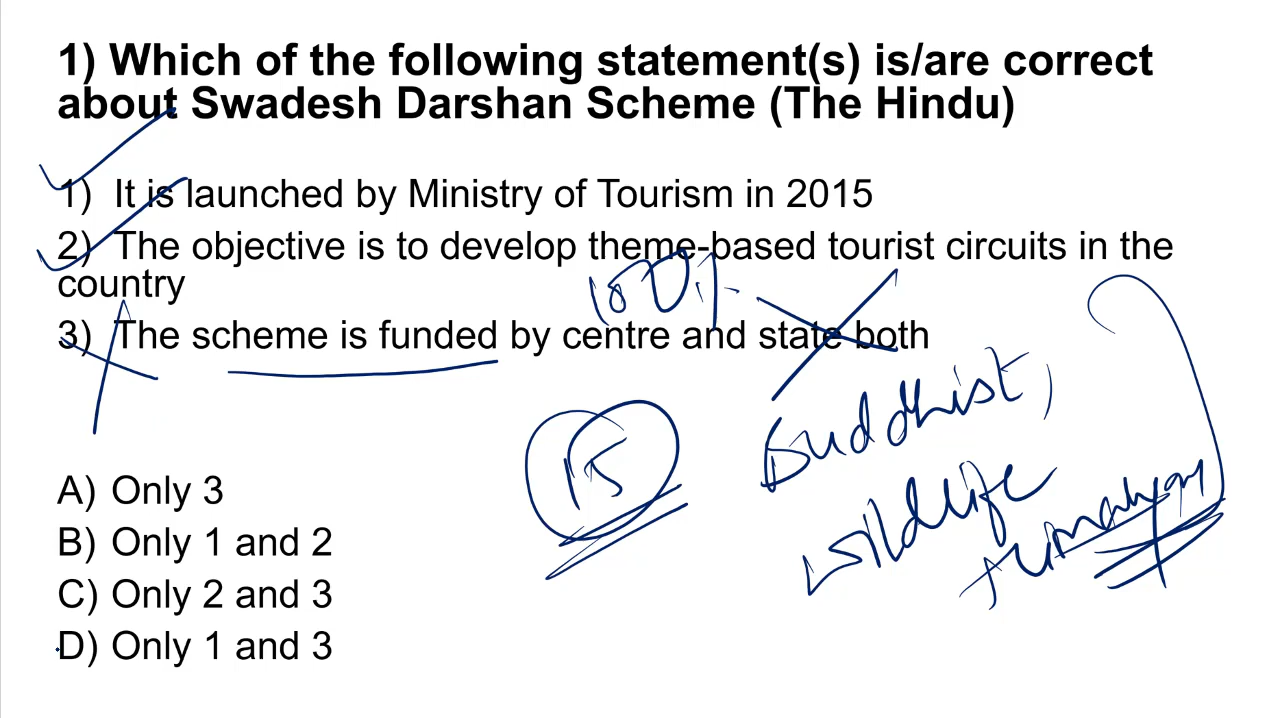 1) Which of the following statement(s) is/are correct
about Swadesh Darshan Scheme (The Hindu)
1) It is launched by Ministry of Tourism in 2015
2) The objective is to develop theme-based tourist circuits in the
country
100%
3) The scheme is funded by centre and state both
Buddhist,
15
wildlife
Himalayan
A) Only 3
B) Only 1 and 2
C) Only 2 and 3
D) Only 1 and 3